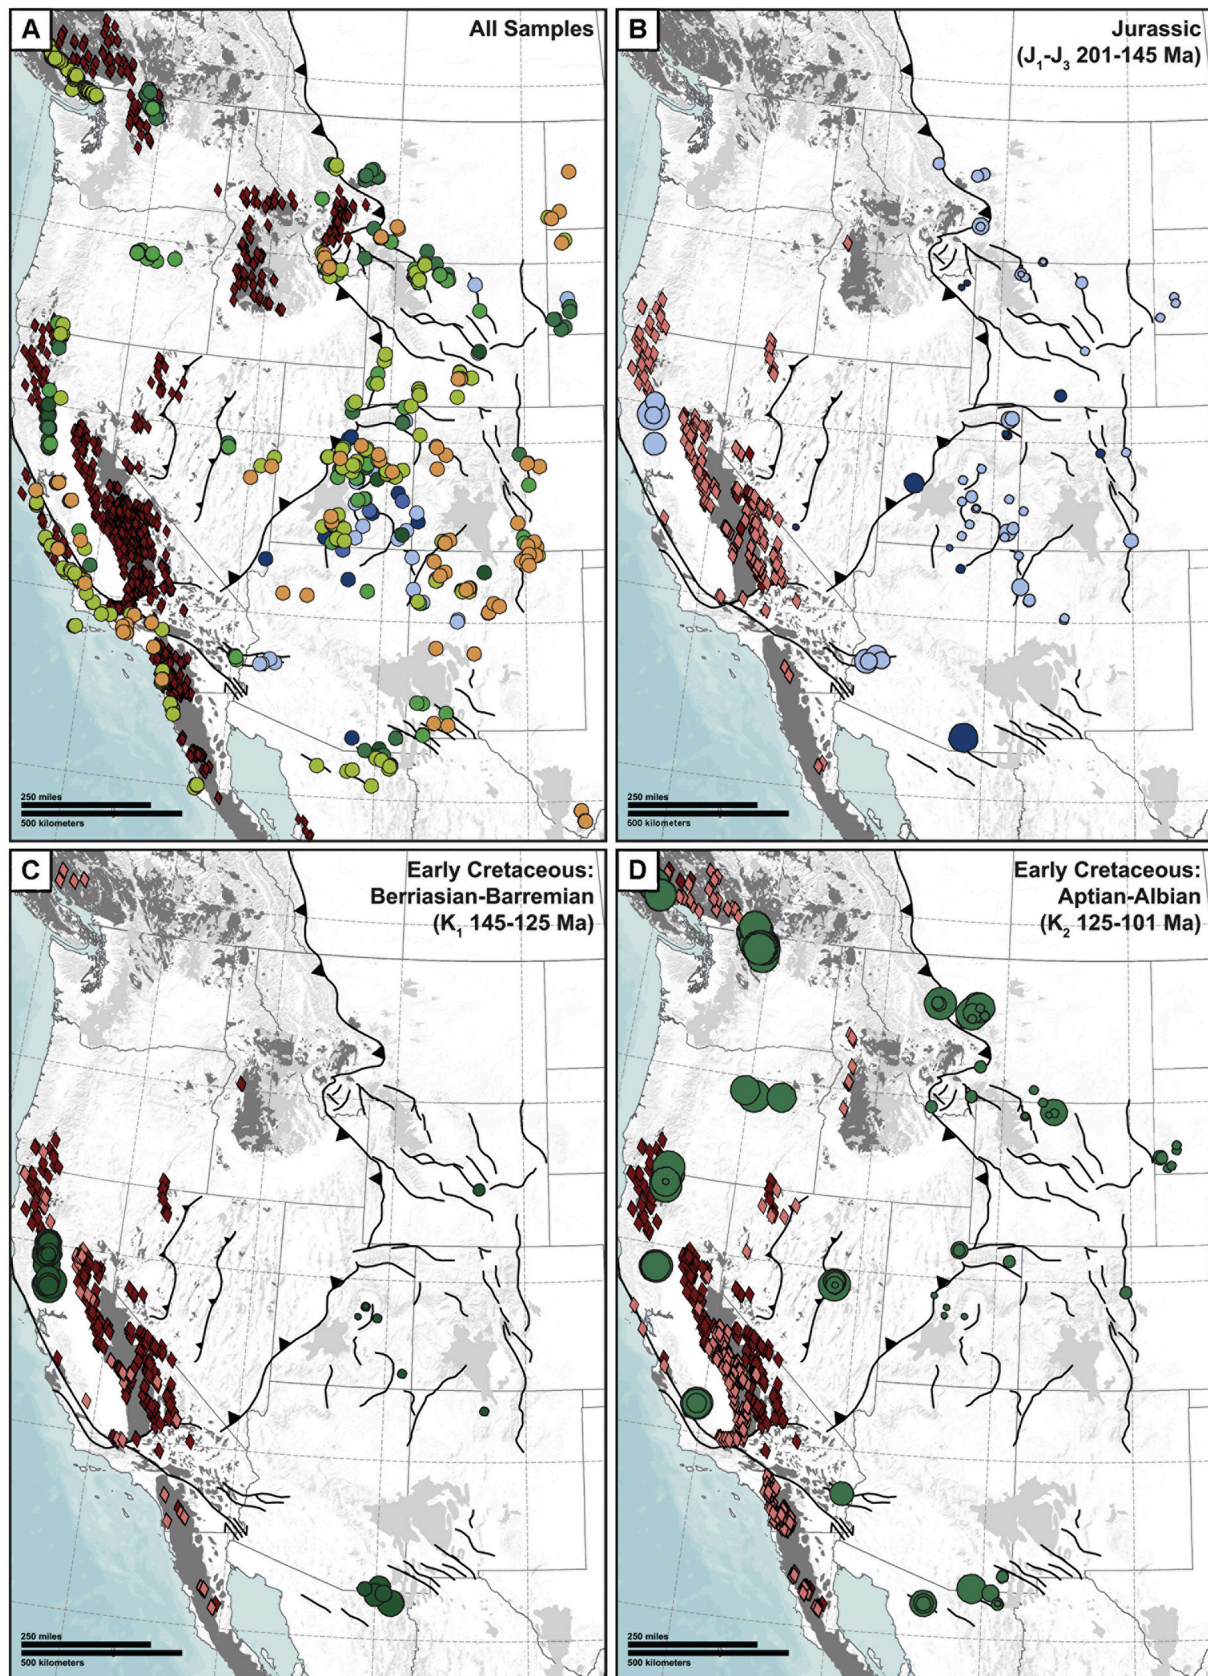 A
All Samples
250 miles
500 kilometers
B
Jurassic
(J₁-J₃ 201-145 Ma)
250 miles
500 kilometers
C
Early Cretaceous:
Berriasian-Barremian
(K₁ 145-125 Ma)
250 miles
500 kilometers
D
Early Cretaceous:
Aptian-Albian
(K₂ 125-101 Ma)
250 miles
500 kilometers